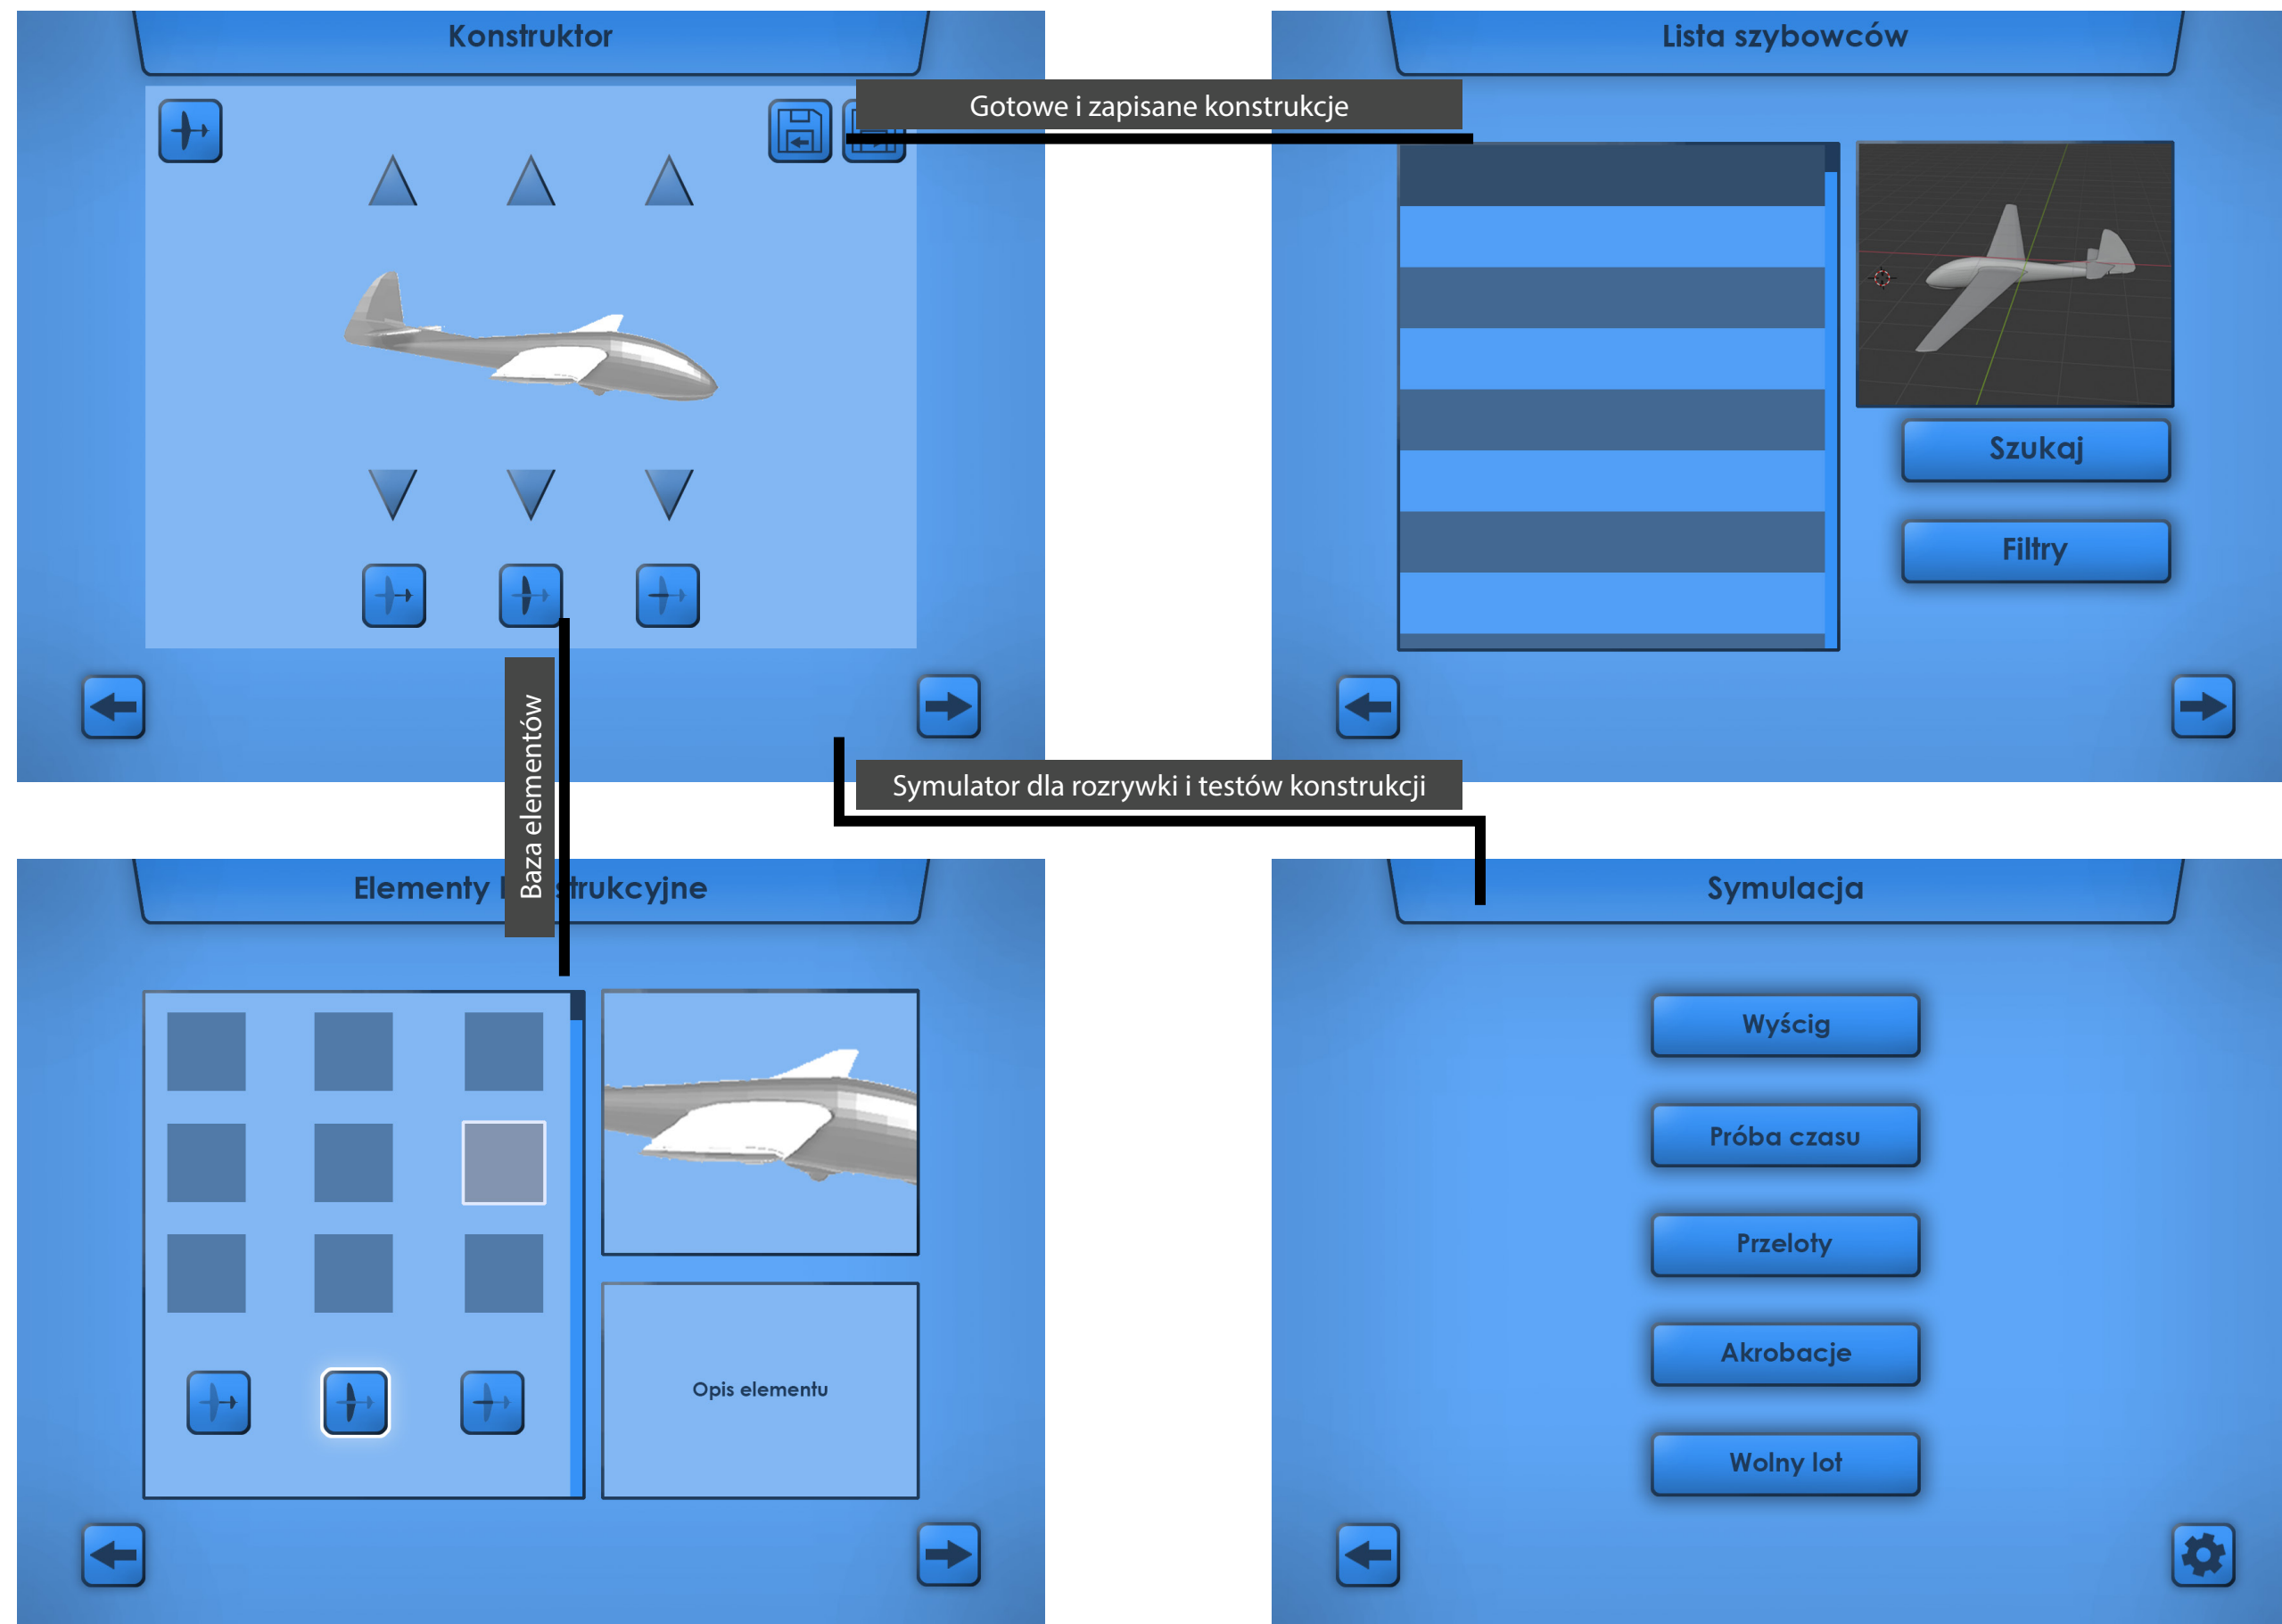 Konstruktor
Lista szybowców
Gotowe i zapisane konstrukcje
Szukaj
Filtry
Baza elementów
Symulator dla rozrywki i testów konstrukcji
Elementy trukcyjne
Symulacja
Wyścig
Próba czasu
Przeloty
Akrobacje
Opis elementu
Wolny lot